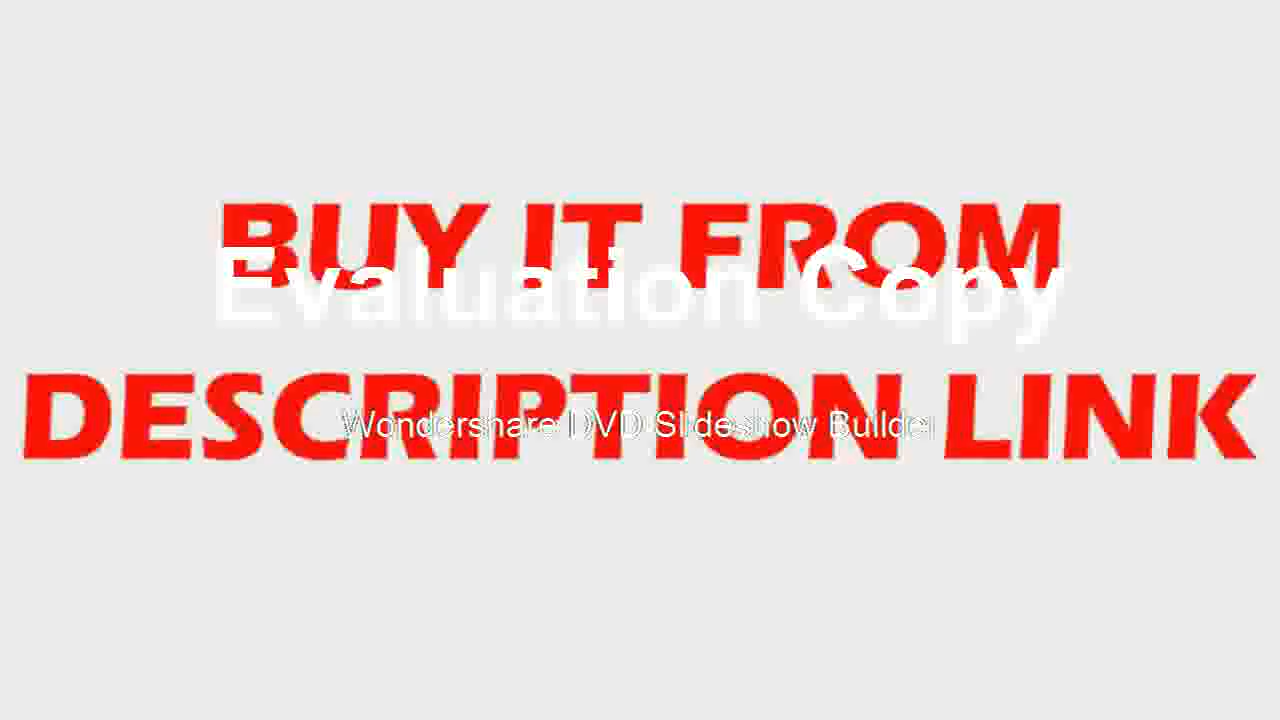 BUY IT FROM
Evaluation Copy
DESCRIPTION LINK
Wondershare DVD Slideshow Builder